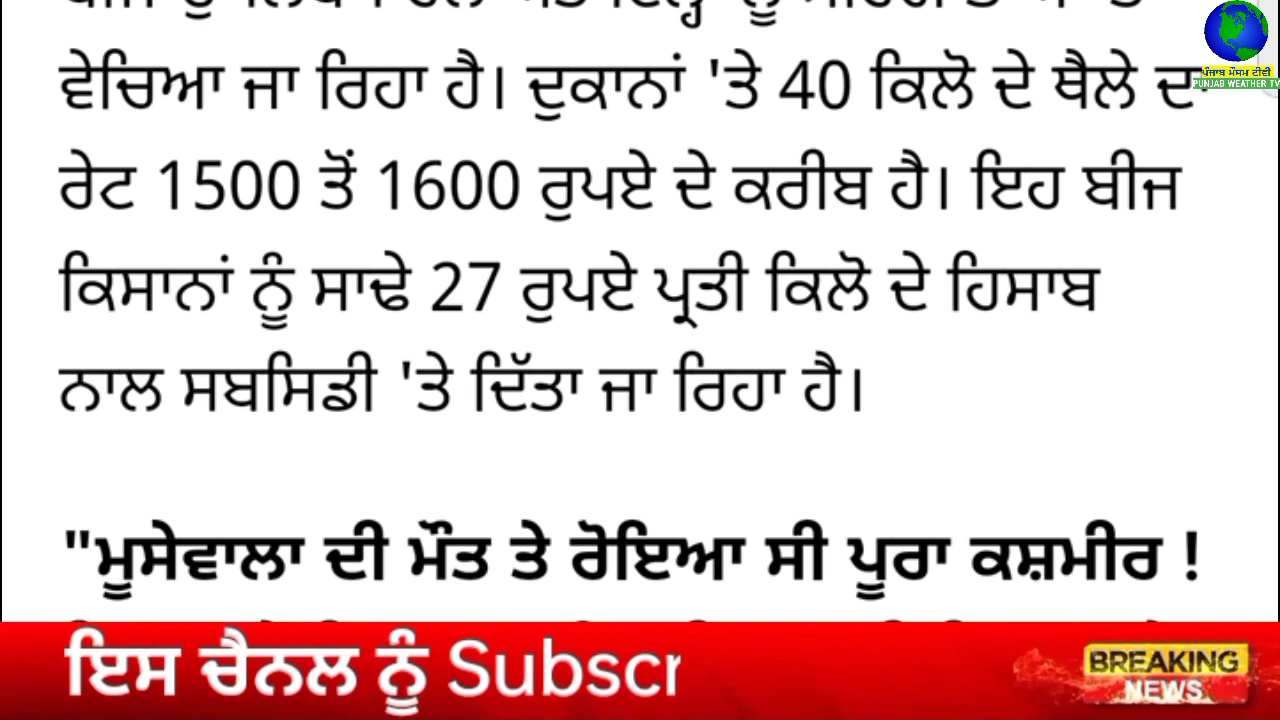 ਵੇਚਿਆ ਜਾ ਰਿਹਾ ਹੈ। ਦੁਕਾਨਾਂ 'ਤੇ 40 ਕਿਲੋ ਦੇ ਥੈਲੇ ਦਾ
ਰੇਟ 1500 ਤੋਂ 1600 ਰੁਪਏ ਦੇ ਕਰੀਬ ਹੈ। ਇਹ ਬੀਜ
ਕਿਸਾਨਾਂ ਨੂੰ ਸਾਢੇ 27 ਰੁਪਏ ਪ੍ਰਤੀ ਕਿਲੋ ਦੇ ਹਿਸਾਬ
ਨਾਲ ਸਬਸਿਡੀ 'ਤੇ ਦਿੱਤਾ ਜਾ ਰਿਹਾ ਹੈ।
"ਮੂਸੇਵਾਲਾ ਦੀ ਮੌਤ ਤੇ ਰੋਇਆ ਸੀ ਪੂਰਾ ਕਸ਼ਮੀਰ !
ਇਸ ਚੈਨਲ ਨੂੰ Subscr
BREAKING
NEWS
ਪੰਜਾਬ ਮੌਸਮ ਟੀਵੀ
PUNJAB WEATHER TV